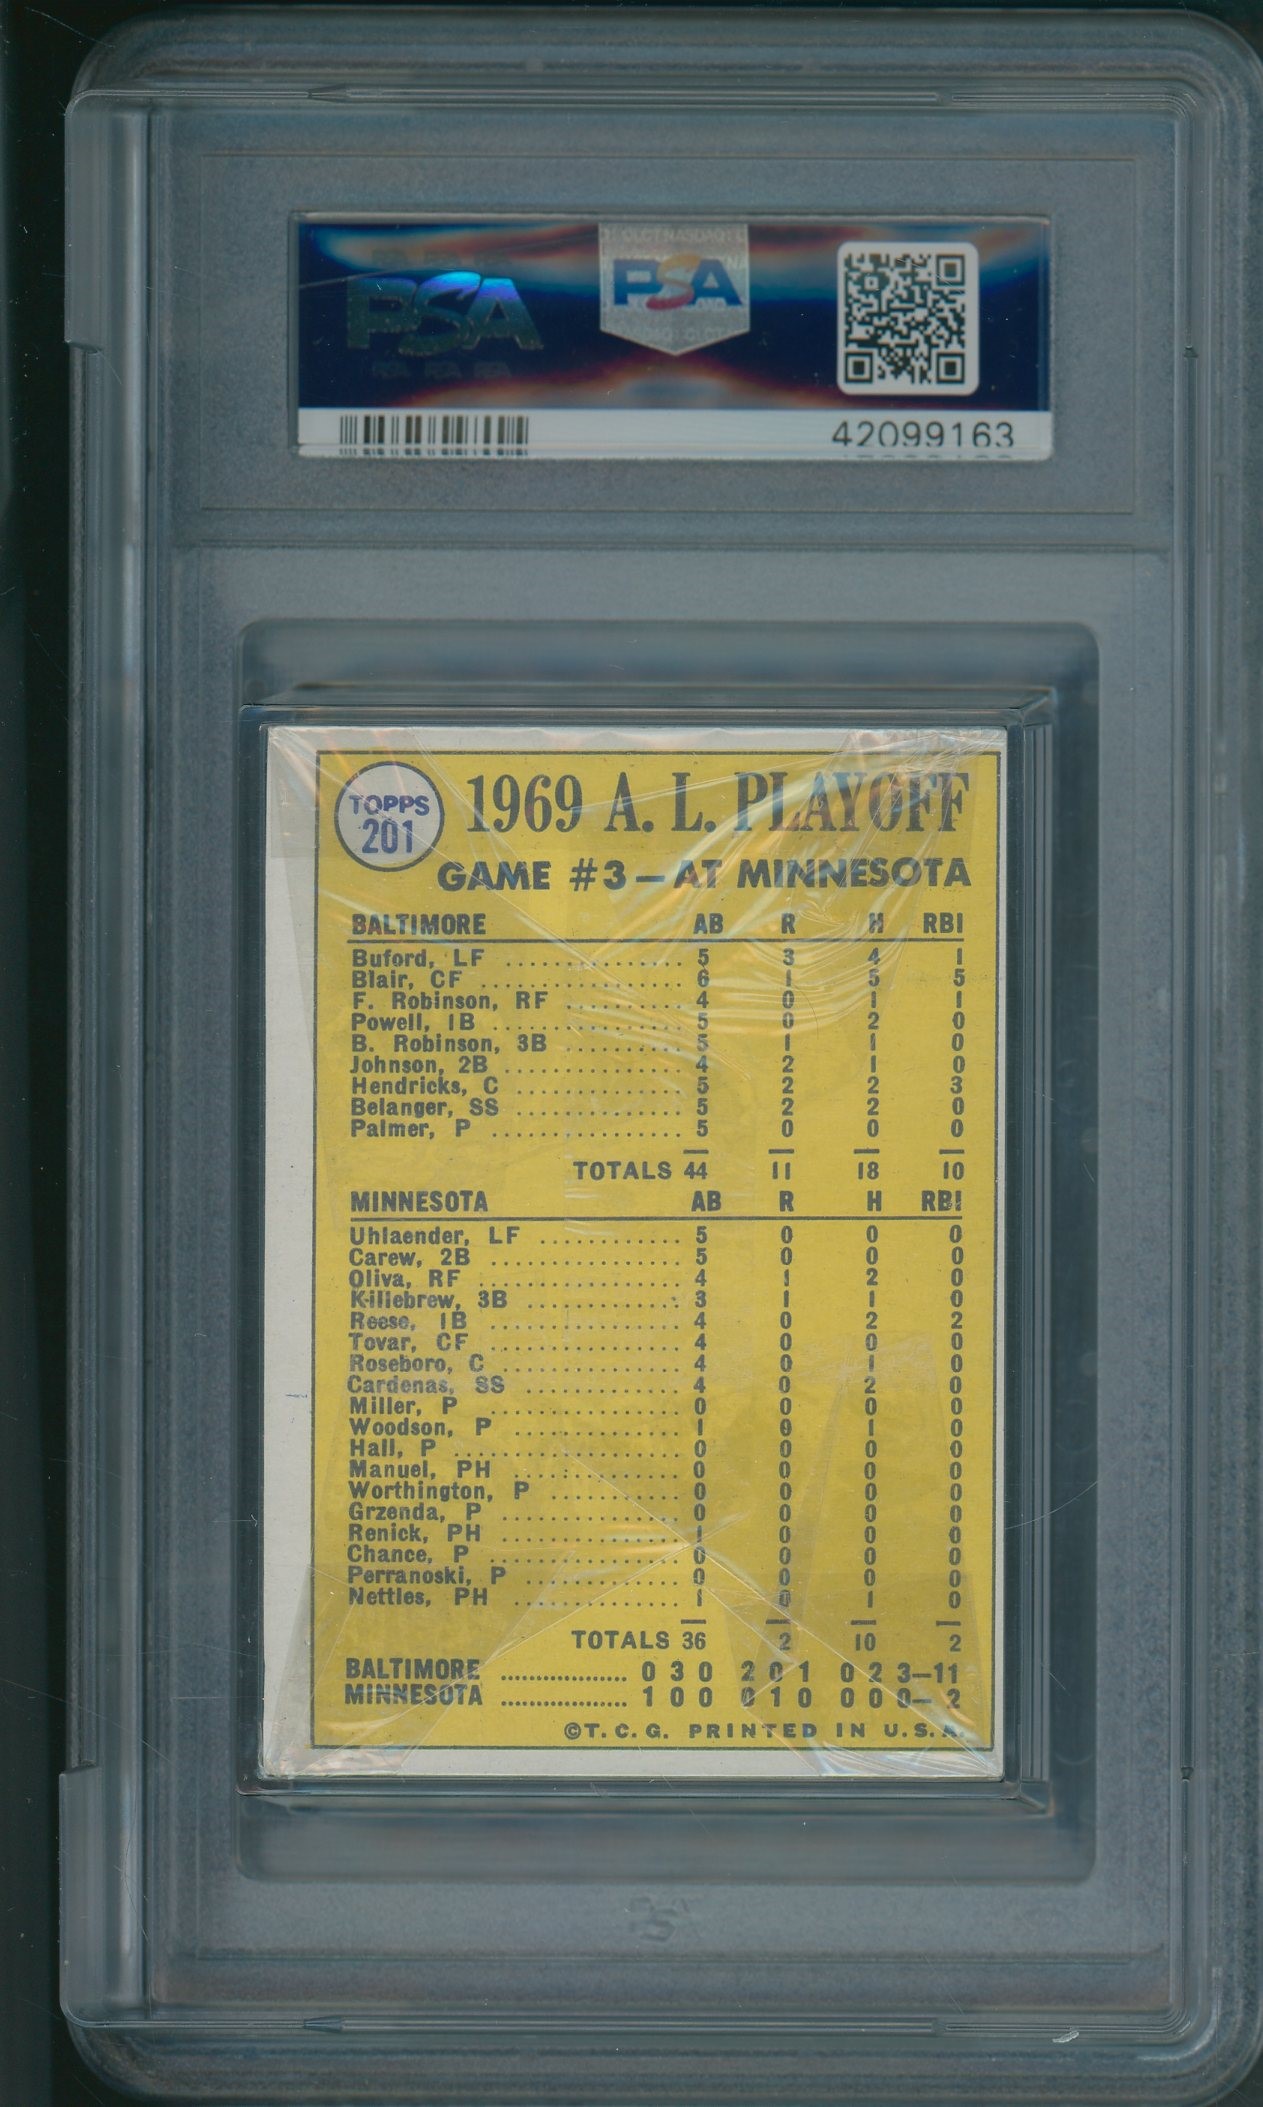 PSA
PSA
42099163
TOPPS
201
1969 A. L. PLAYOFF
GAME #3—AT MINNESOTA
BALTIMORE AB R H RBI
Buford, LF 5 3 4 1
Blair, CF 6 1 5 5
F. Robinson, RF 4 0 1 1
Powell, 1B 5 0 2 0
B. Robinson, 3B 5 1 1 0
Johnson, 2B 4 2 1 0
Hendricks, C 5 2 2 3
Belanger, SS 5 2 2 0
Palmer, P 5 0 0 0
TOTALS 44 11 18 10
MINNESOTA AB R H RBI
Uhlaender, LF 5 0 0 0
Carew, 2B 5 0 0 0
Oliva, RF 4 1 2 0
Killebrew, 3B 3 1 1 0
Reese, 1B 4 0 2 2
Tovar, CF 4 0 0 0
Roseboro, C 4 0 1 0
Cardenas, SS 4 0 2 0
Miller, P 0 0 0 0
Woodson, P 1 0 1 0
Hall, P 0 0 0 0
Manuel, PH 0 0 0 0
Worthington, P 0 0 0 0
Grzenda, P 0 0 0 0
Renick, PH 1 0 0 0
Chance, P 0 0 0 0
Perranoski, P 0 0 0 0
Nettles, PH 1 0 1 0
TOTALS 36 2 10 2
BALTIMORE 0 3 0 2 0 1 0 2 3—11
MINNESOTA 1 0 0 0 1 0 0 0 0— 2
©T. C. G. PRINTED IN U. S. A.